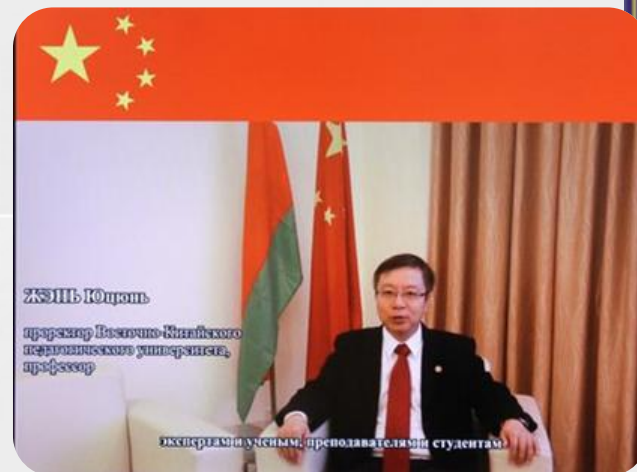 ЖЭНЬ Юцюнь
проректор Восточно-Китайского
педагогического университета,
профессор
экспертам и ученым, преподавателям и студентам